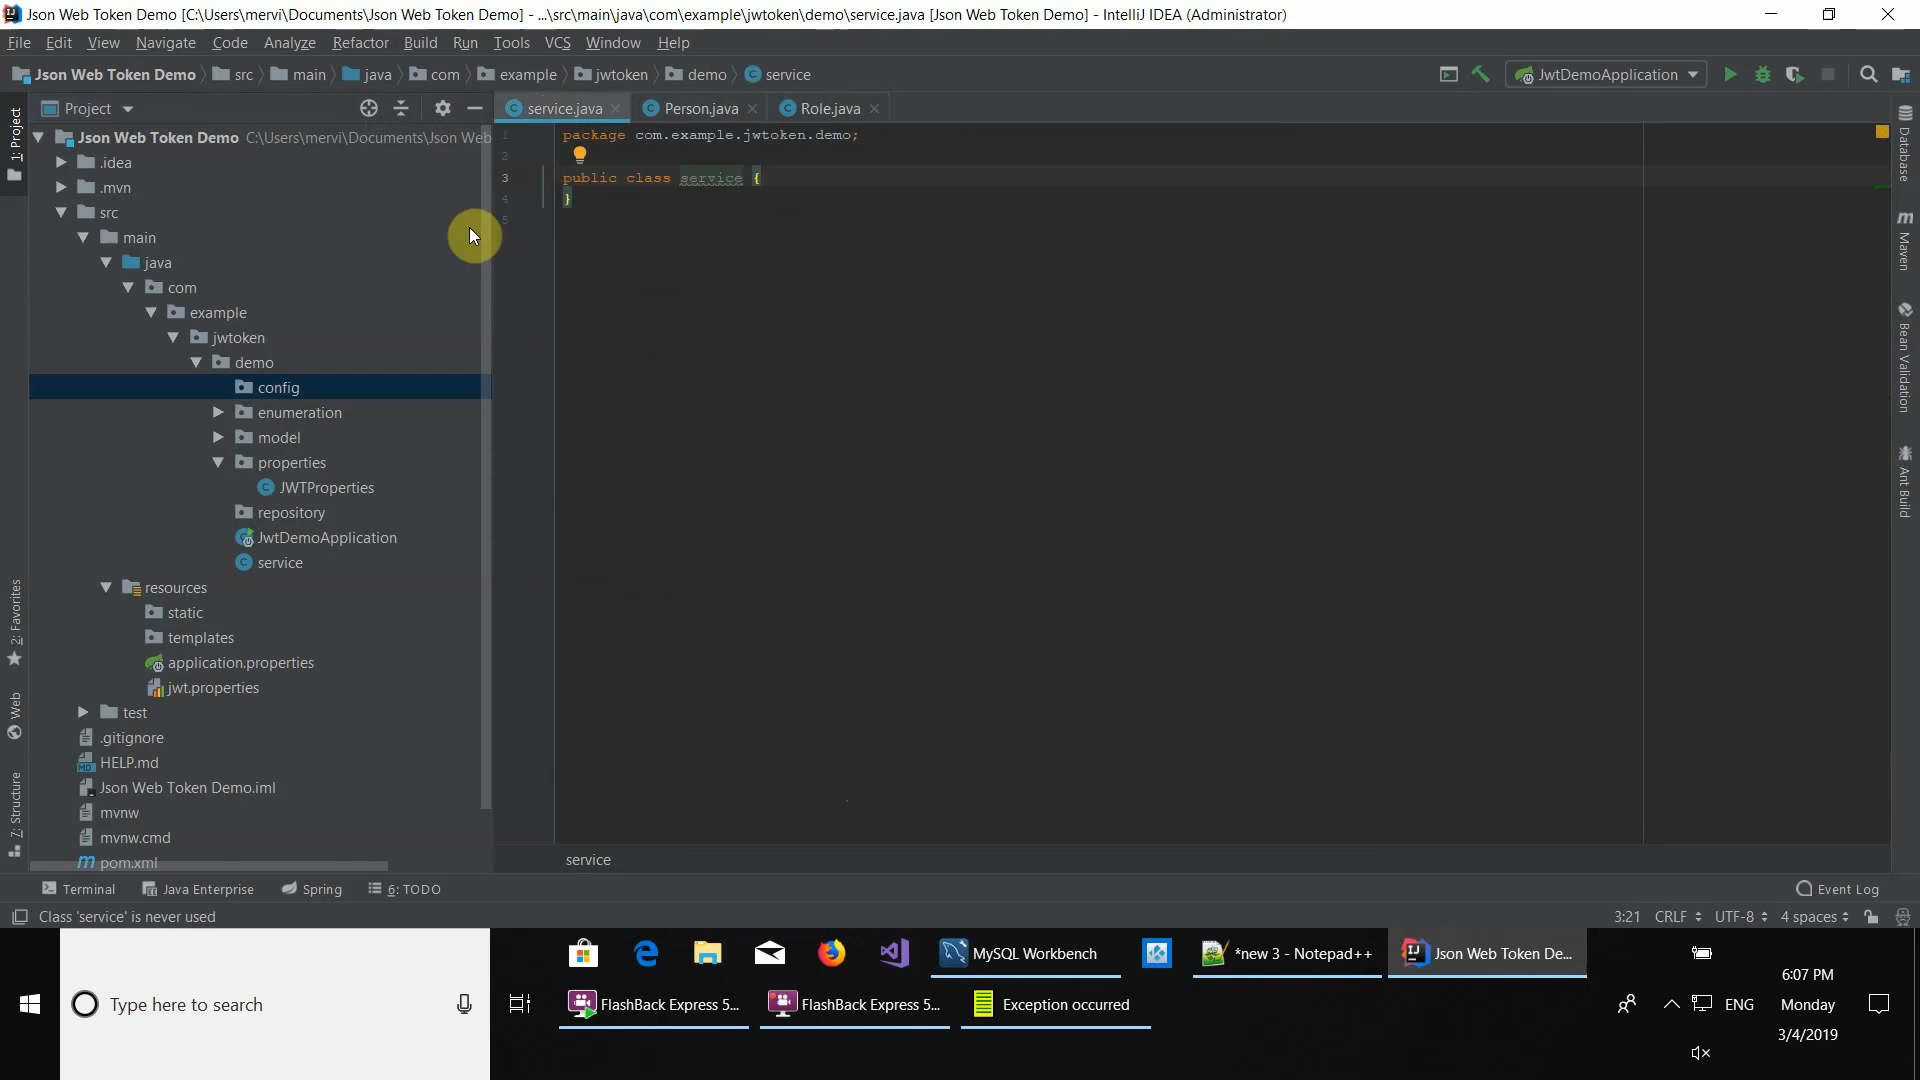 Json Web Token Demo [C:\Users\mervi\Documents\Json Web Token Demo] - ...\src\main\java\com\example\jwtoken\demo\service.java [Json Web Token Demo] - IntelliJ IDEA (Administrator)
File Edit View Navigate Code Analyze Refactor Build Run Tools VCS Window Help
Json Web Token Demo src main java com example jwtoken demo service JwtDemoApplication
Project
service.java Person.java Role.java
1: Project
2: Favorites
Web
7: Structure
Json Web Token Demo C:\Users\mervi\Documents\Json Web
.idea
.mvn
src
main
java
com
example
jwtoken
demo
config
enumeration
model
properties
JWTProperties
repository
JwtDemoApplication
service
resources
static
templates
application.properties
jwt.properties
test
.gitignore
HELP.md
Json Web Token Demo.iml
mvnw
mvnw.cmd
pom.xml
1 package com.example.jwtoken.demo;
2
3 public class service {
4 }
5
service
Database
Maven
Bean Validation
Ant Build
Terminal Java Enterprise Spring 6: TODO Event Log
Class 'service' is never used 3:21 CRLF UTF-8 4 spaces
MySQL Workbench *new 3 - Notepad++ Json Web Token De...
Type here to search
FlashBack Express 5... FlashBack Express 5... Exception occurred
ENG
6:07 PM
Monday
3/4/2019